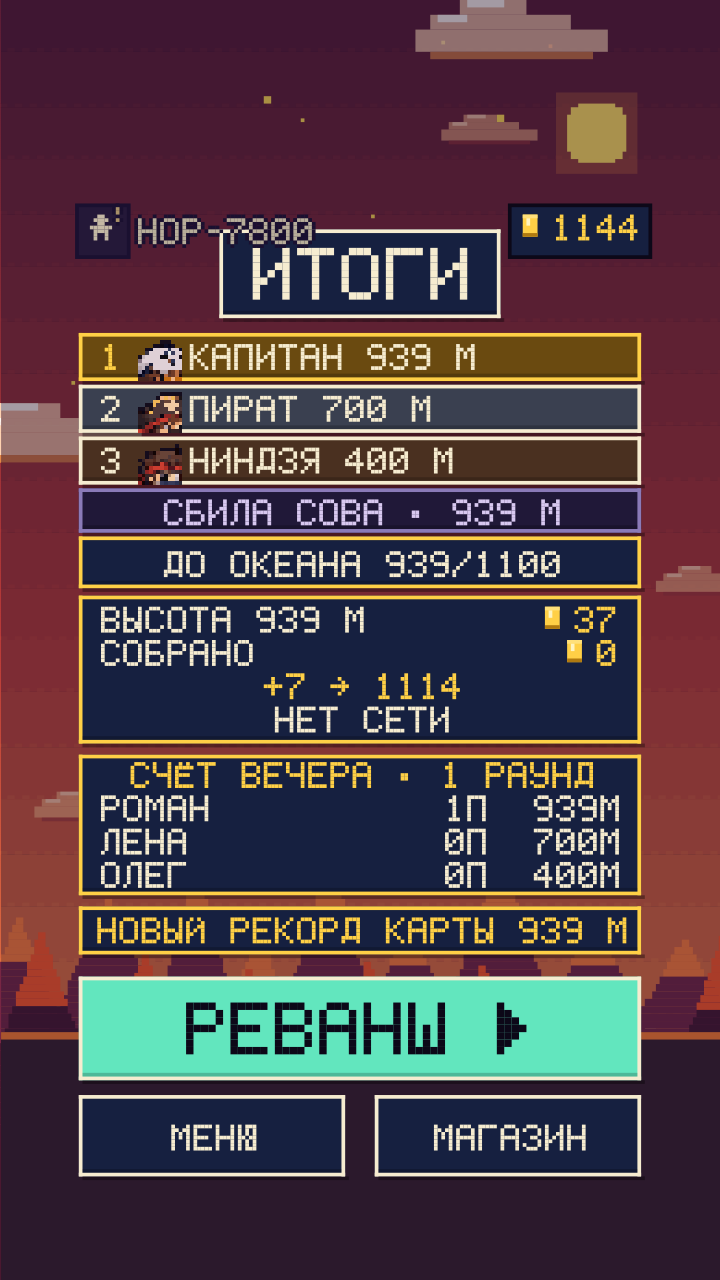 HOP-7800
1144
ИТОГИ
1 КАПИТАН 939 М
2 ПИРАТ 700 М
3 НИНДЗЯ 400 М
СБИЛА СОВА · 939 М
ДО ОКЕАНА 939/1100
ВЫСОТА 939 М 37
СОБРАНО 0
+7 → 1114
НЕТ СЕТИ
СЧЁТ ВЕЧЕРА · 1 РАУНД
РОМАН 1П 939М
ЛЕНА 0П 700М
ОЛЕГ 0П 400М
НОВЫЙ РЕКОРД КАРТЫ 939 М
РЕВАНШ ▶
МЕНЮ
МАГАЗИН